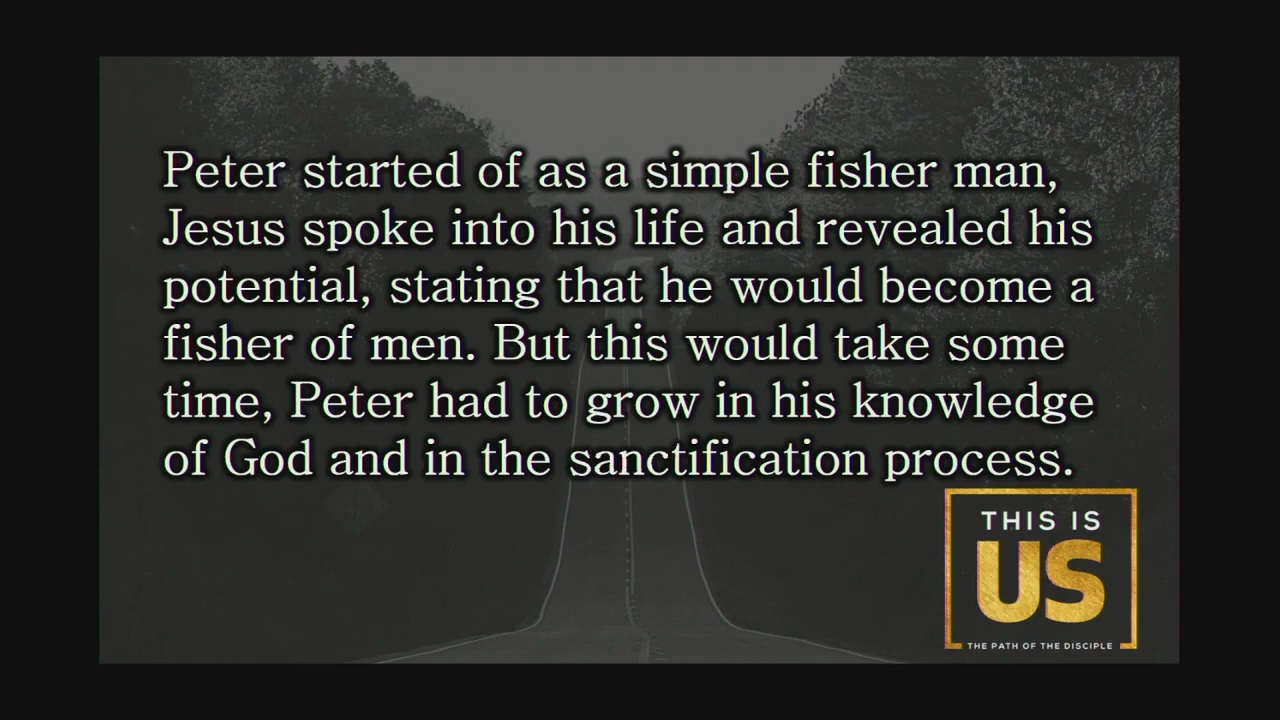 Peter started of as a simple fisher man,
Jesus spoke into his life and revealed his
potential, stating that he would become a
fisher of men. But this would take some
time, Peter had to grow in his knowledge
of God and in the sanctification process.
THIS IS
US
THE PATH OF THE DISCIPLE